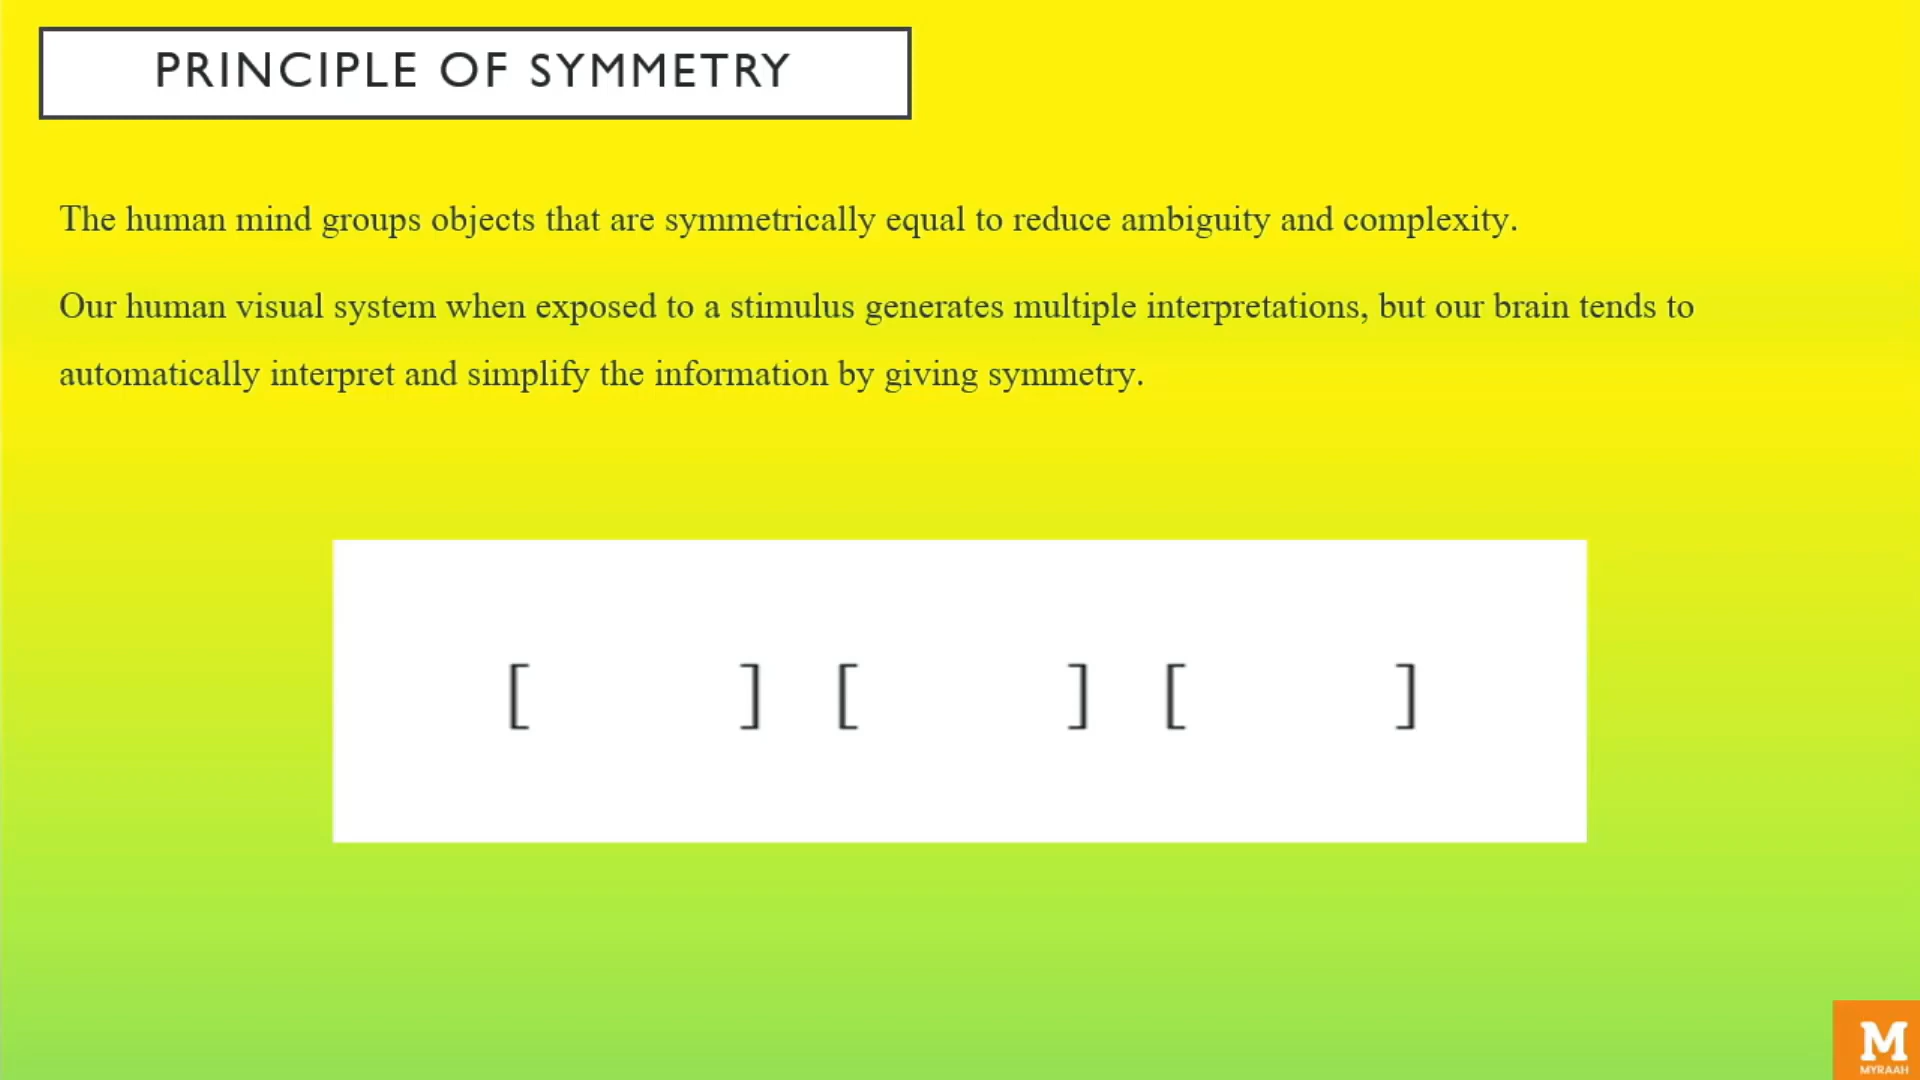 PRINCIPLE OF SYMMETRY
The human mind groups objects that are symmetrically equal to reduce ambiguity and complexity.
Our human visual system when exposed to a stimulus generates multiple interpretations, but our brain tends to
automatically interpret and simplify the information by giving symmetry.
[ ] [ ] [ ]
M
MYRAAH